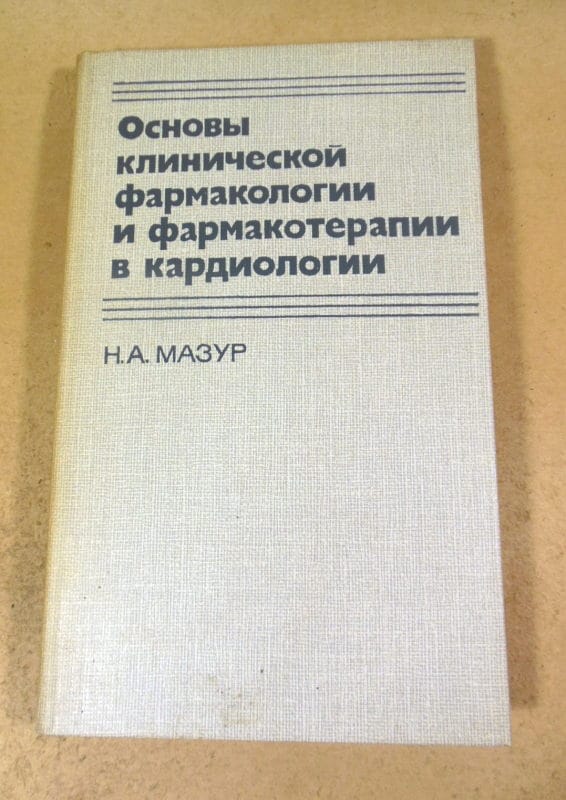 Основы
клинической
фармакологии
и фармакотерапии
в кардиологии
Н.А. МАЗУР